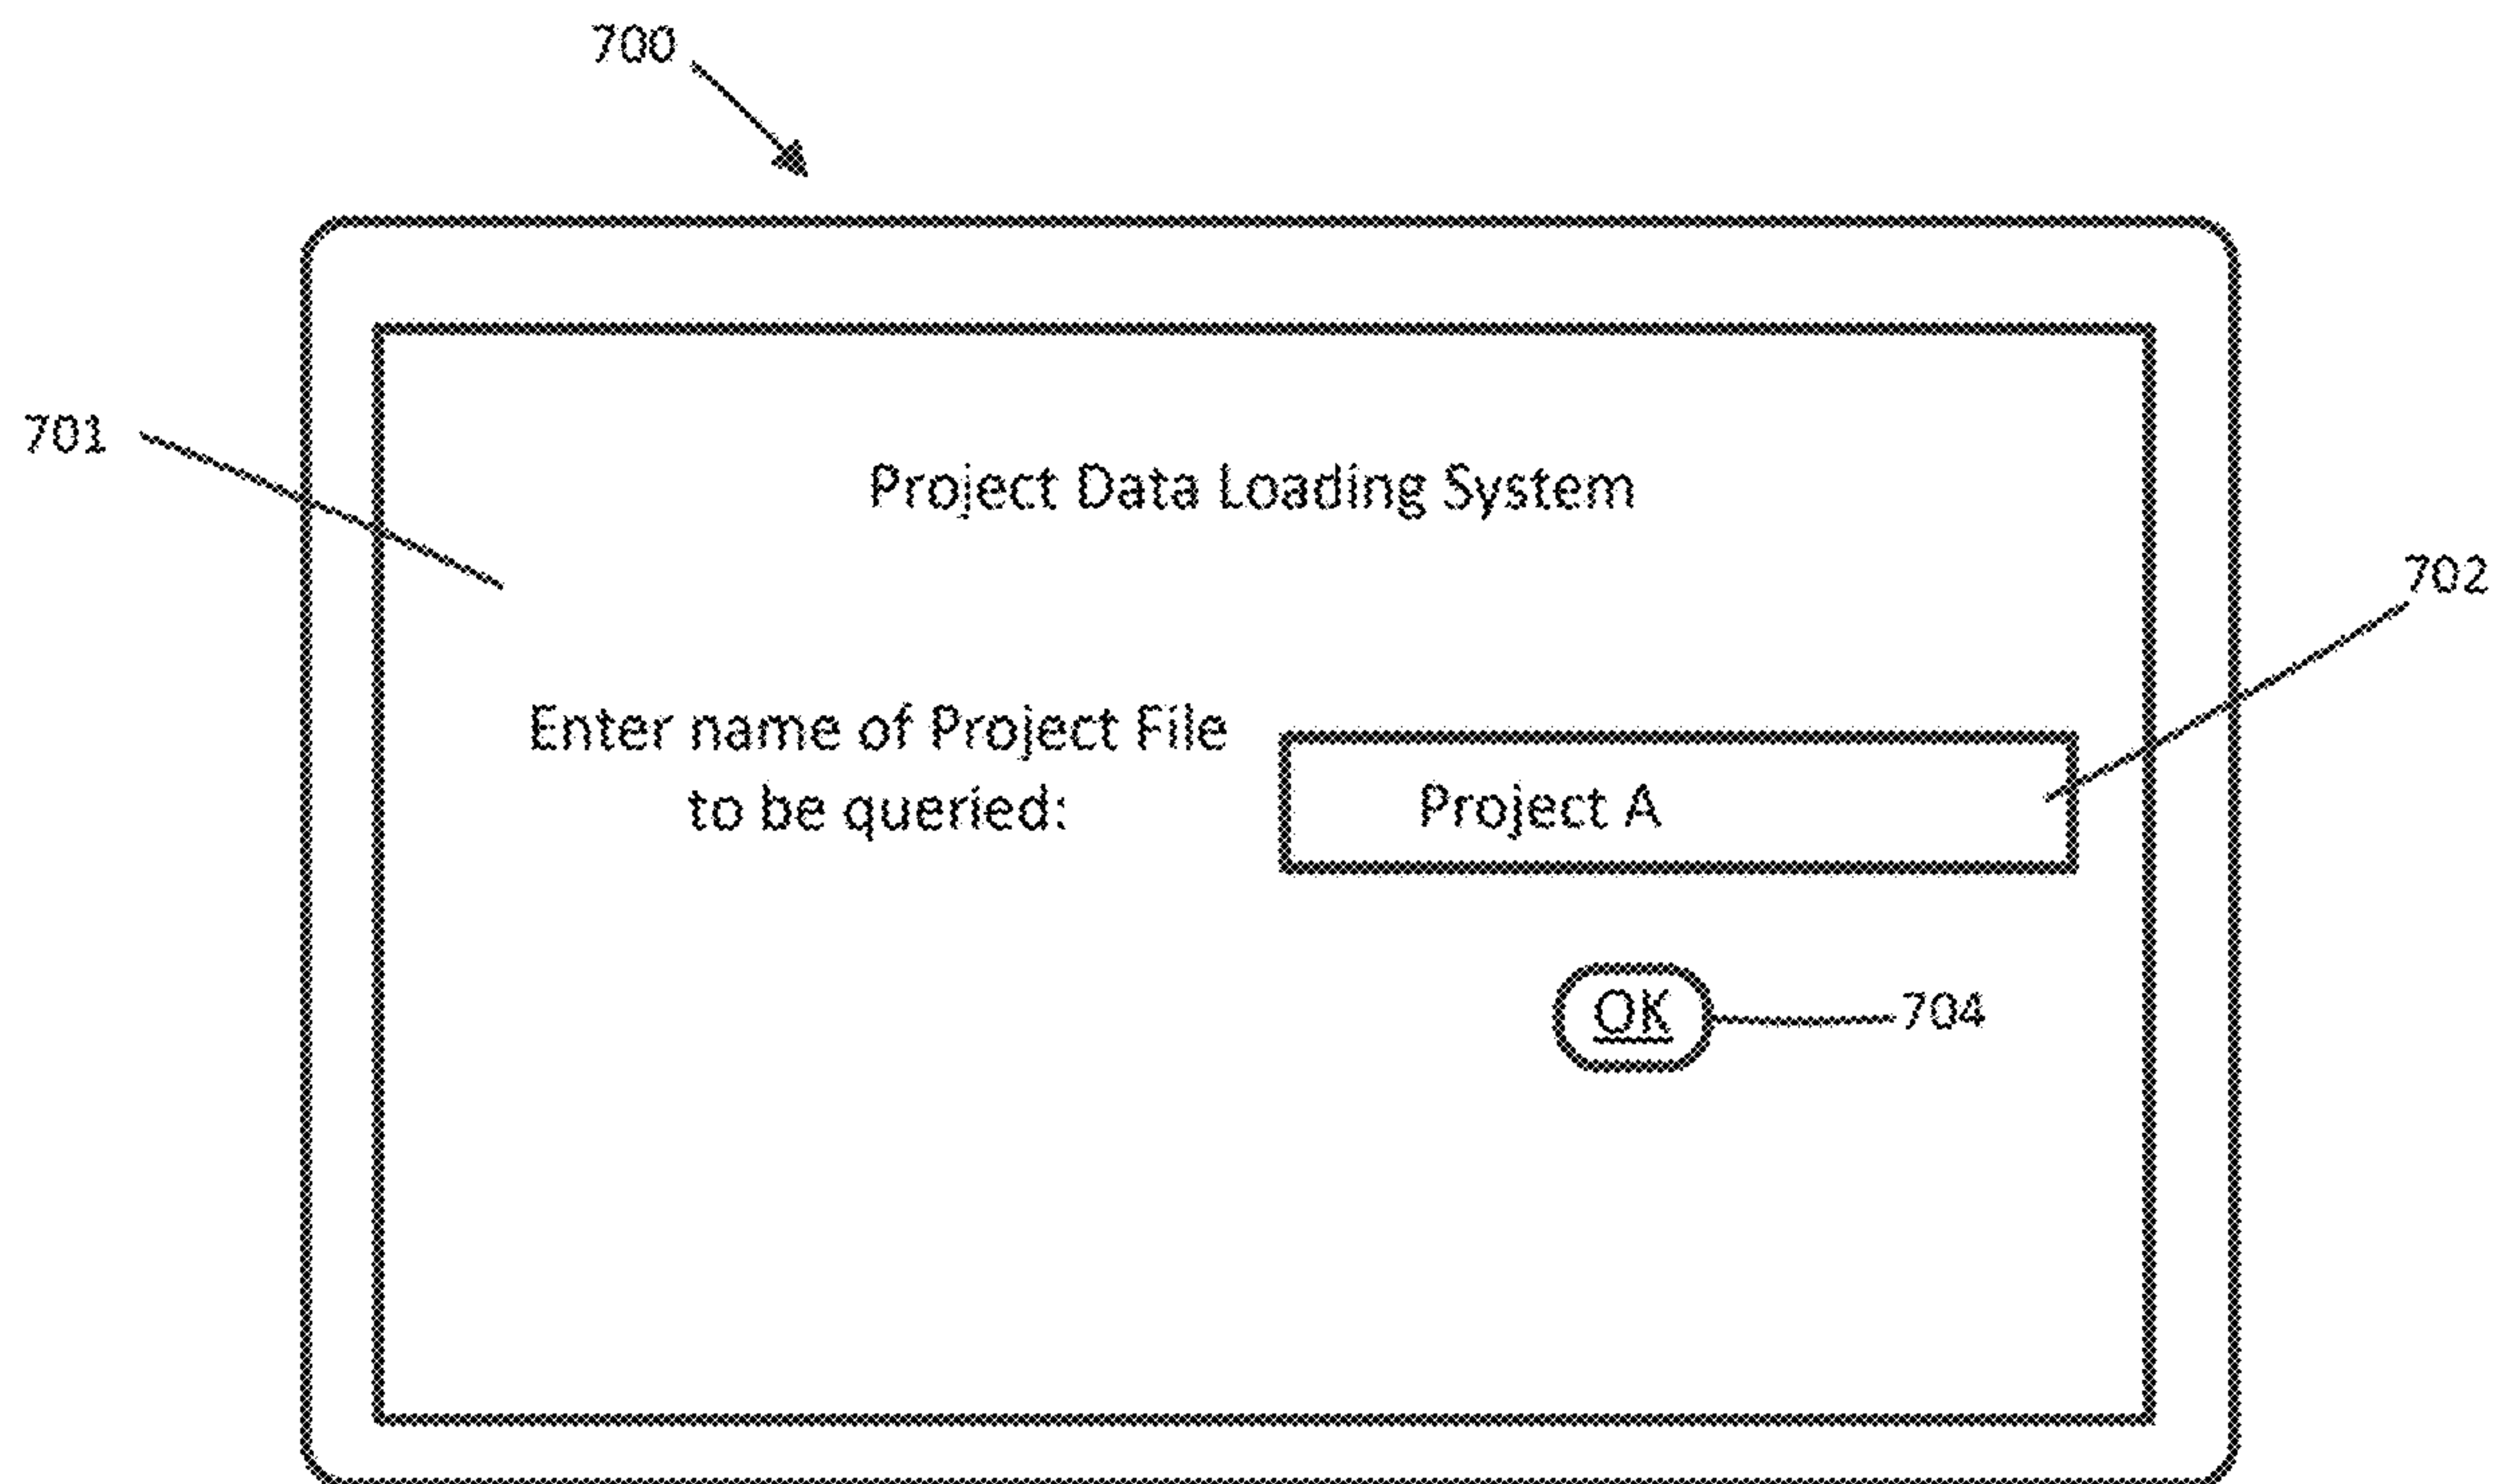 700
701
Project Data Loading System
702
Enter name of Project File
to be queried:
Project A
OK
704